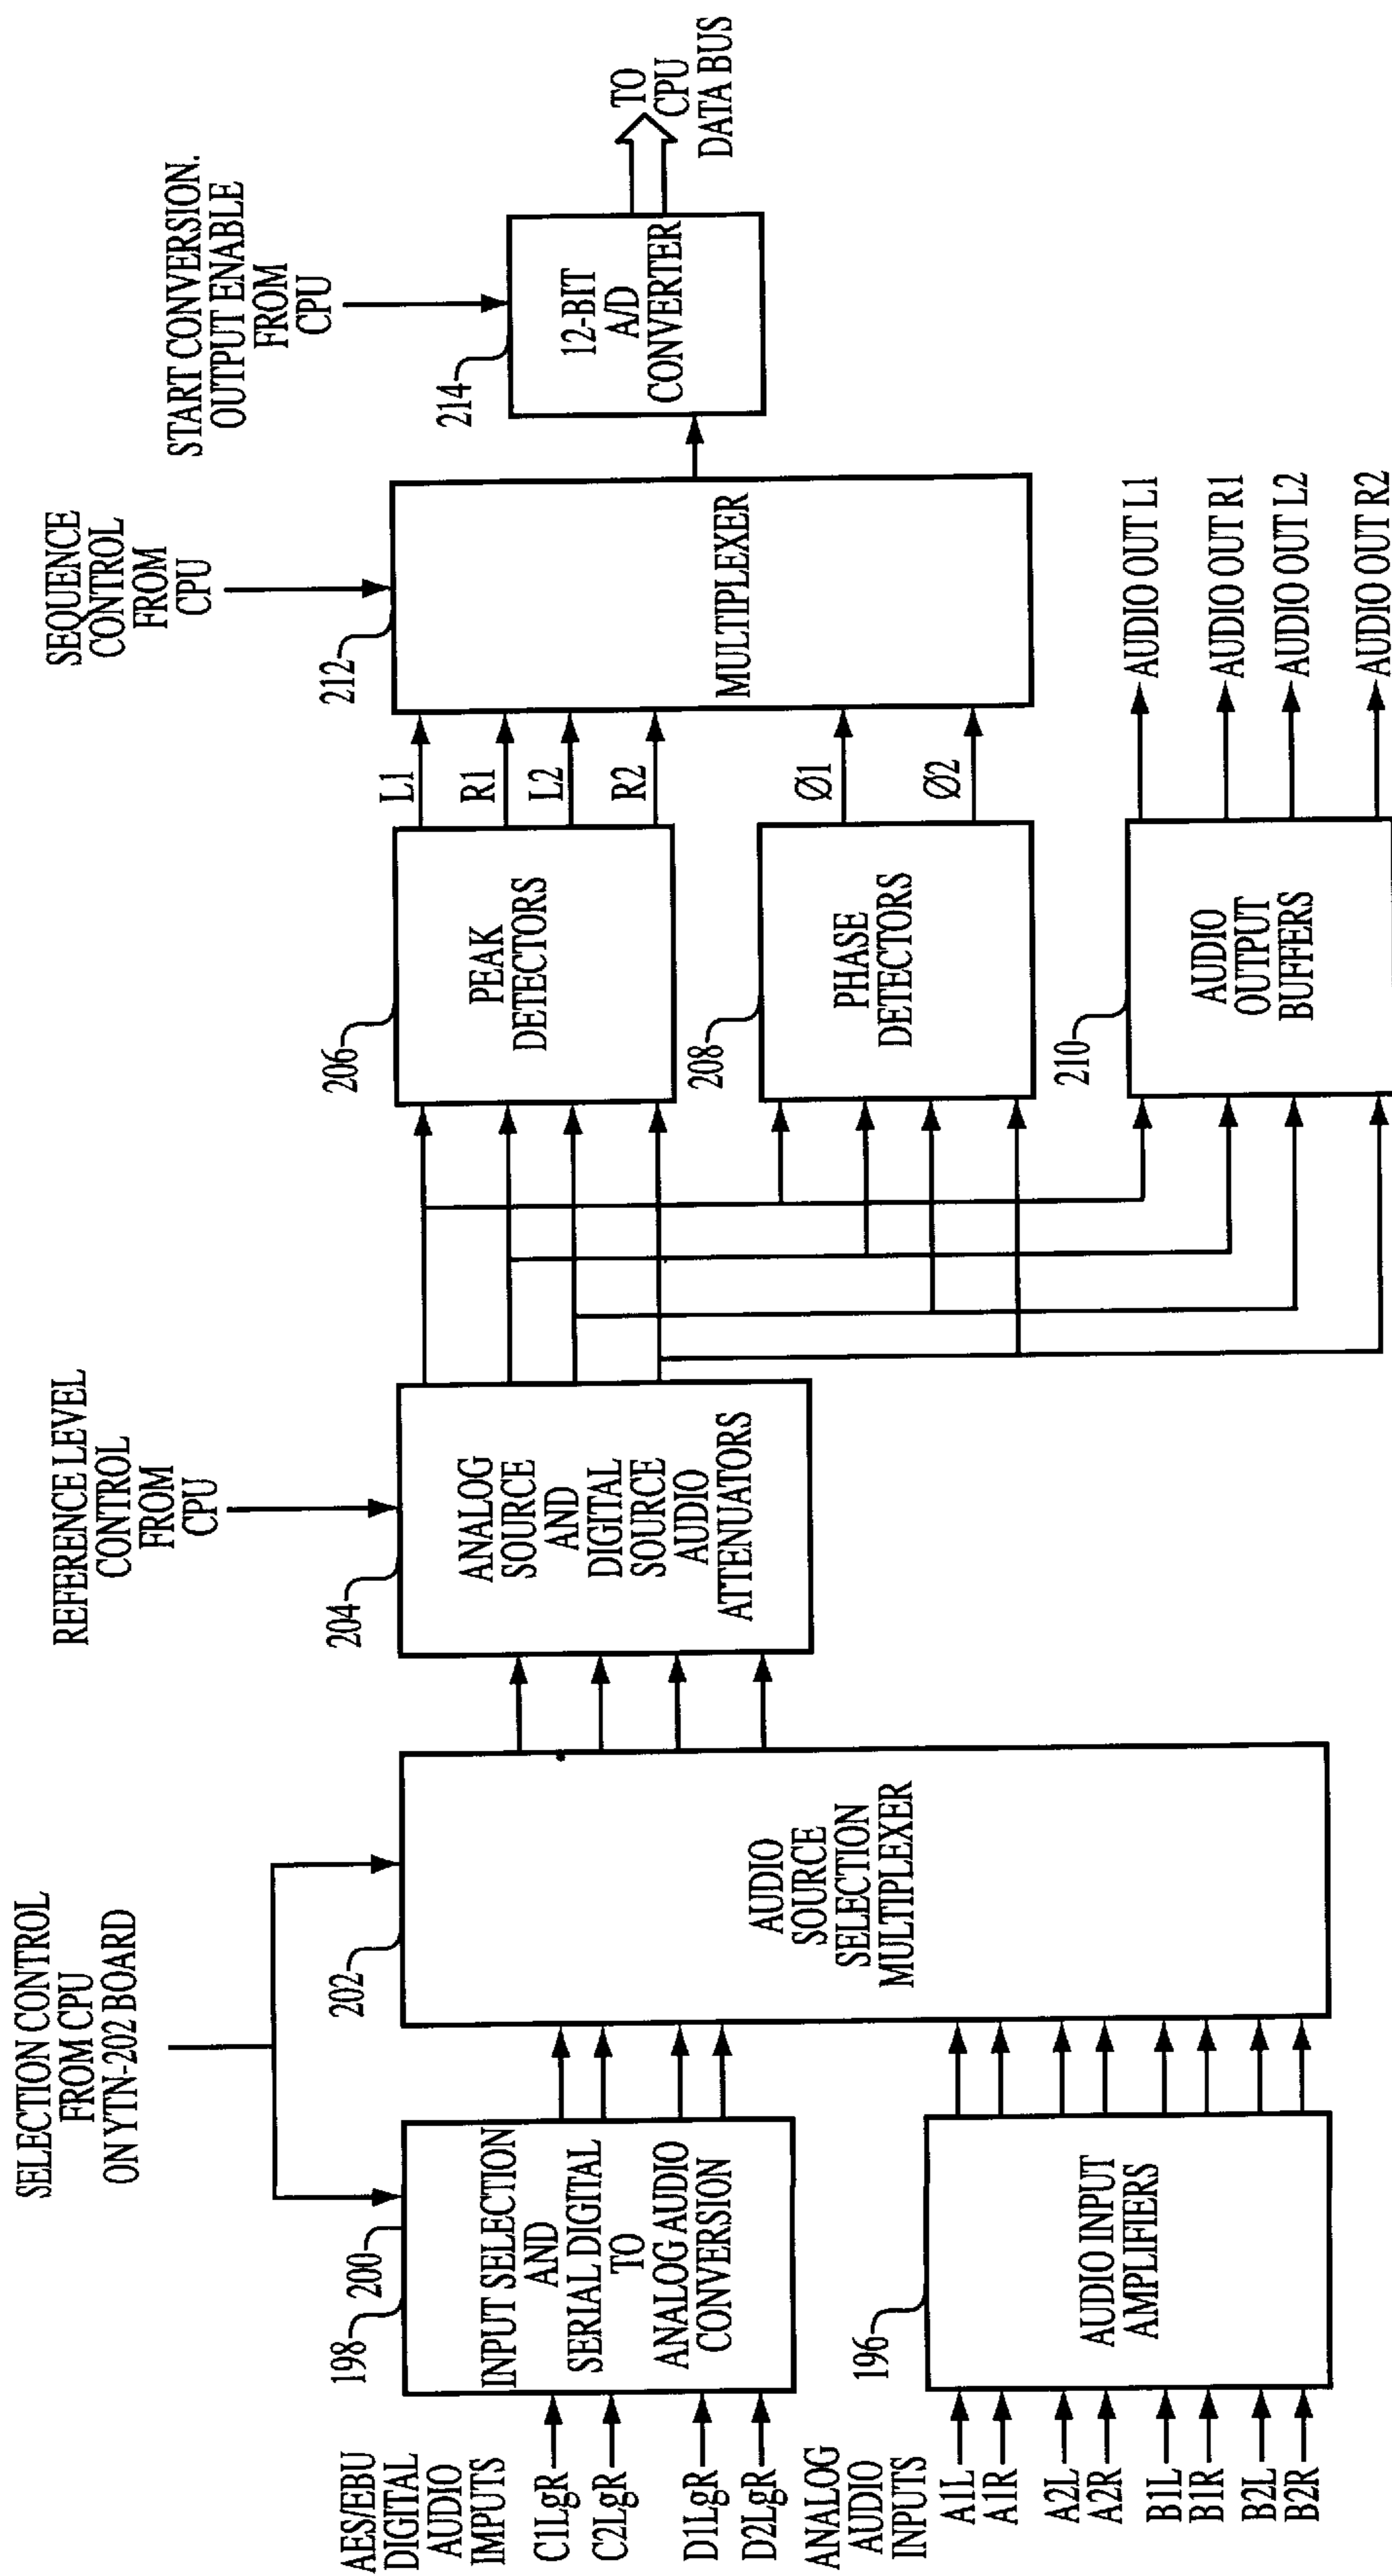 SELECTION CONTROL
FROM CPU
ON YTN-202 BOARD
REFERENCE LEVEL
CONTROL
FROM
CPU
SEQUENCE
CONTROL
FROM
CPU
START CONVERSION.
OUTPUT ENABLE
FROM
CPU
AES/EBU
DIGITAL
AUDIO
IMPUTS
C1LgR
C2LgR
D1LgR
D2LgR
198
200
INPUT SELECTION
AND
SERIAL DIGITAL
TO
ANALOG AUDIO
CONVERSION
ANALOG
AUDIO
INPUTS
A1L
A1R
A2L
A2R
B1L
B1R
B2L
B2R
196
AUDIO INPUT
AMPLIFIERS
202
AUDIO
SOURCE
SELECTION
MULTIPLEXER
204
ANALOG
SOURCE
AND
DIGITAL
SOURCE
AUDIO
ATTENUATORS
206
PEAK
DETECTORS
L1
R1
L2
R2
208
PHASE
DETECTORS
Ø1
Ø2
210
AUDIO
OUTPUT
BUFFERS
AUDIO OUT L1
AUDIO OUT R1
AUDIO OUT L2
AUDIO OUT R2
212
MULTIPLEXER
214
12-BIT
A/D
CONVERTER
TO
CPU
DATA BUS